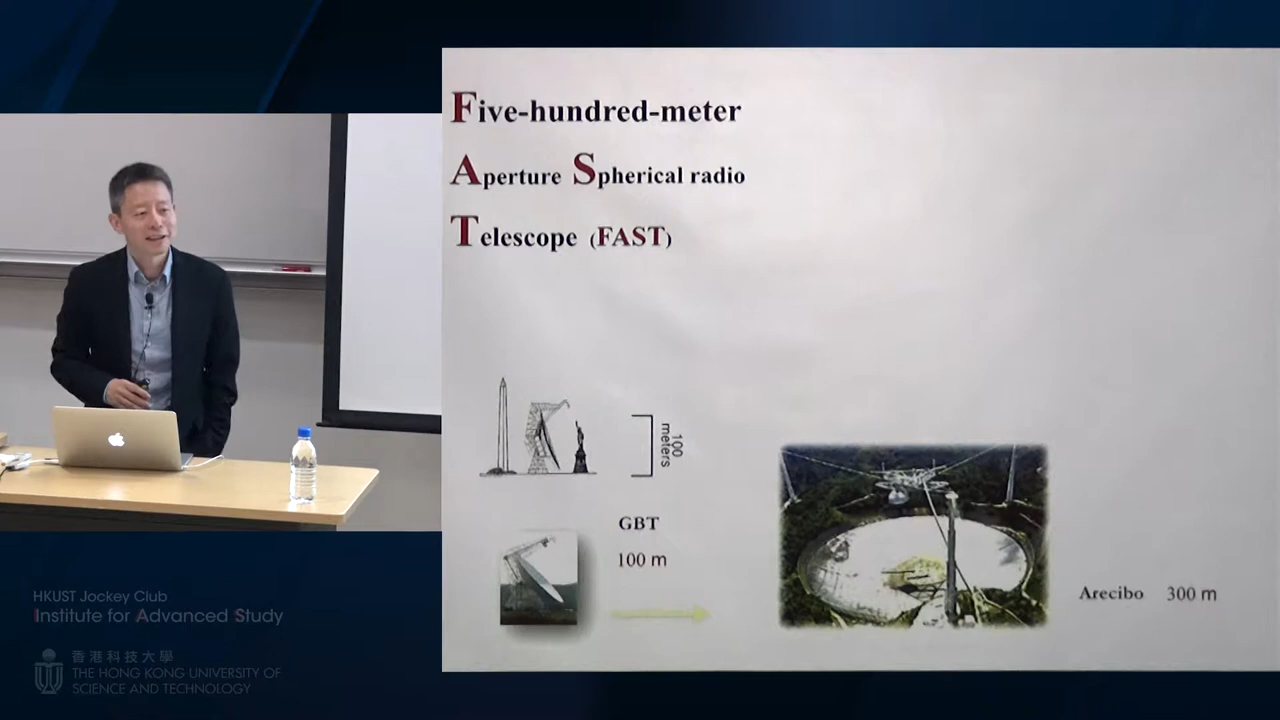 Five-hundred-meter
Aperture Spherical radio
Telescope (FAST)
100
meters
GBT
100 m
Arecibo 300 m
HKUST Jockey Club
Institute for Advanced Study
香港科技大學
THE HONG KONG UNIVERSITY OF
SCIENCE AND TECHNOLOGY